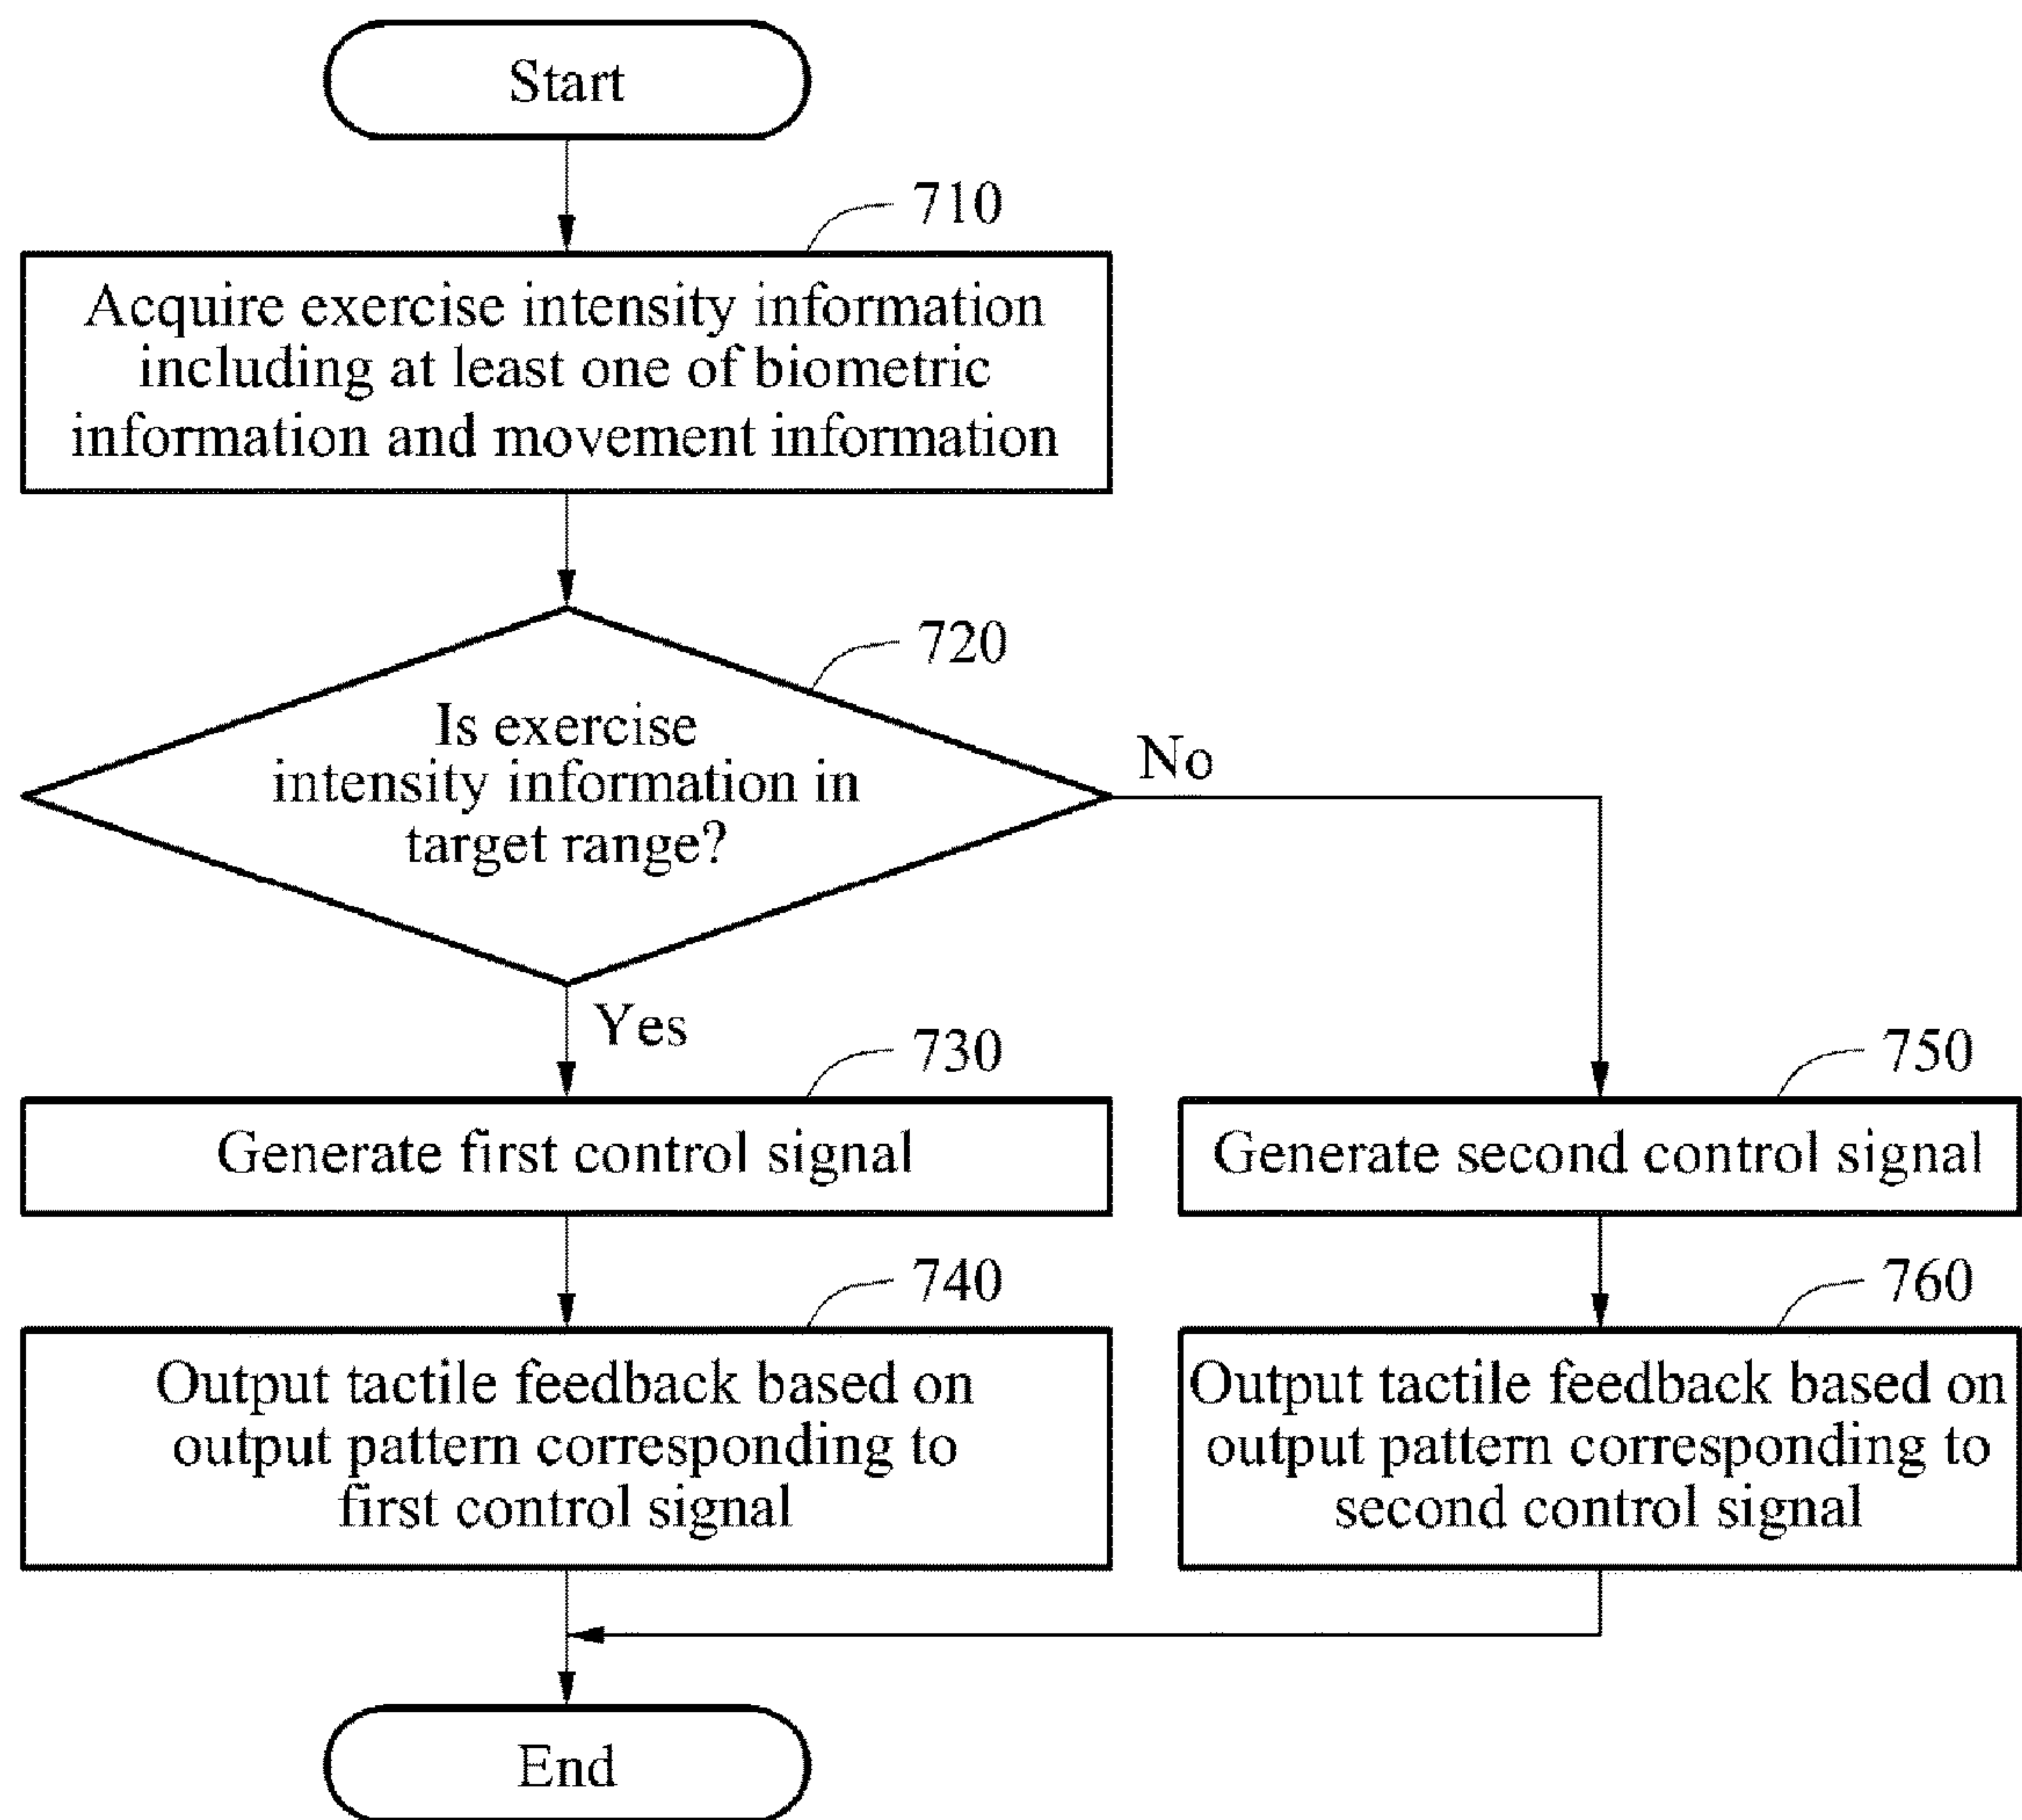 Start
710
Acquire exercise intensity information
including at least one of biometric
information and movement information
720
Is exercise
intensity information in
target range?
No
Yes
730
Generate first control signal
750
Generate second control signal
740
Output tactile feedback based on
output pattern corresponding to
first control signal
760
Output tactile feedback based on
output pattern corresponding to
second control signal
End